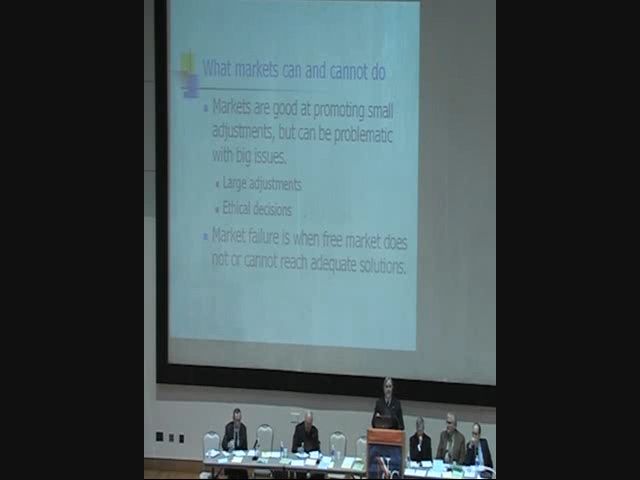 What markets can and cannot do
Markets are good at promoting small
adjustments, but can be problematic
with big issues.
Large adjustments
Ethical decisions
Market failure is when free market does
not or cannot reach adequate solutions.